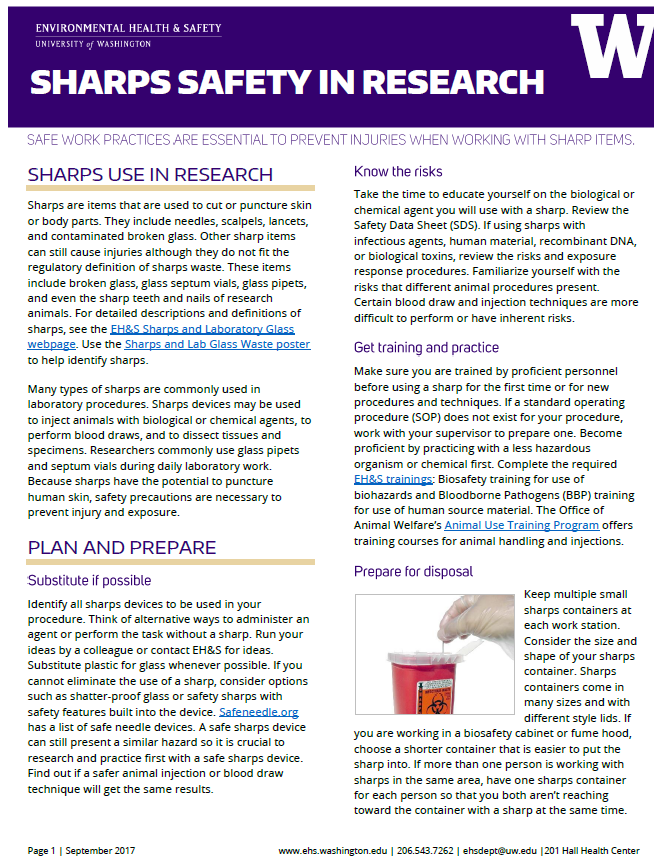 ENVIRONMENTAL HEALTH & SAFETY
UNIVERSITY of WASHINGTON
W
SHARPS SAFETY IN RESEARCH
SAFE WORK PRACTICES ARE ESSENTIAL TO PREVENT INJURIES WHEN WORKING WITH SHARP ITEMS.
SHARPS USE IN RESEARCH
Sharps are items that are used to cut or puncture skin
or body parts. They include needles, scalpels, lancets,
and contaminated broken glass. Other sharp items
can still cause injuries although they do not fit the
regulatory definition of sharps waste. These items
include broken glass, glass septum vials, glass pipets,
and even the sharp teeth and nails of research
animals. For detailed descriptions and definitions of
sharps, see the EH&S Sharps and Laboratory Glass
webpage. Use the Sharps and Lab Glass Waste poster
to help identify sharps.
Many types of sharps are commonly used in
laboratory procedures. Sharps devices may be used
to inject animals with biological or chemical agents, to
perform blood draws, and to dissect tissues and
specimens. Researchers commonly use glass pipets
and septum vials during daily laboratory work.
Because sharps have the potential to puncture
human skin, safety precautions are necessary to
prevent injury and exposure.
PLAN AND PREPARE
Substitute if possible
Identify all sharps devices to be used in your
procedure. Think of alternative ways to administer an
agent or perform the task without a sharp. Run your
ideas by a colleague or contact EH&S for ideas.
Substitute plastic for glass whenever possible. If you
cannot eliminate the use of a sharp, consider options
such as shatter-proof glass or safety sharps with
safety features built into the device. Safeneedle.org
has a list of safe needle devices. A safe sharps device
can still present a similar hazard so it is crucial to
research and practice first with a safe sharps device.
Find out if a safer animal injection or blood draw
technique will get the same results.
Know the risks
Take the time to educate yourself on the biological or
chemical agent you will use with a sharp. Review the
Safety Data Sheet (SDS). If using sharps with
infectious agents, human material, recombinant DNA,
or biological toxins, review the risks and exposure
response procedures. Familiarize yourself with the
risks that different animal procedures present.
Certain blood draw and injection techniques are more
difficult to perform or have inherent risks.
Get training and practice
Make sure you are trained by proficient personnel
before using a sharp for the first time or for new
procedures and techniques. If a standard operating
procedure (SOP) does not exist for your procedure,
work with your supervisor to prepare one. Become
proficient by practicing with a less hazardous
organism or chemical first. Complete the required
EH&S trainings: Biosafety training for use of
biohazards and Bloodborne Pathogens (BBP) training
for use of human source material. The Office of
Animal Welfare's Animal Use Training Program offers
training courses for animal handling and injections.
Prepare for disposal
Keep multiple small
sharps containers at
each work station.
Consider the size and
shape of your sharps
container. Sharps
containers come in
many sizes and with
different style lids. If
you are working in a biosafety cabinet or fume hood,
choose a shorter container that is easier to put the
sharp into. If more than one person is working with
sharps in the same area, have one sharps container
for each person so that you both aren't reaching
toward the container with a sharp at the same time.
Page 1 | September 2017
www.ehs.washington.edu | 206.543.7262 | ehsdept@uw.edu |201 Hall Health Center